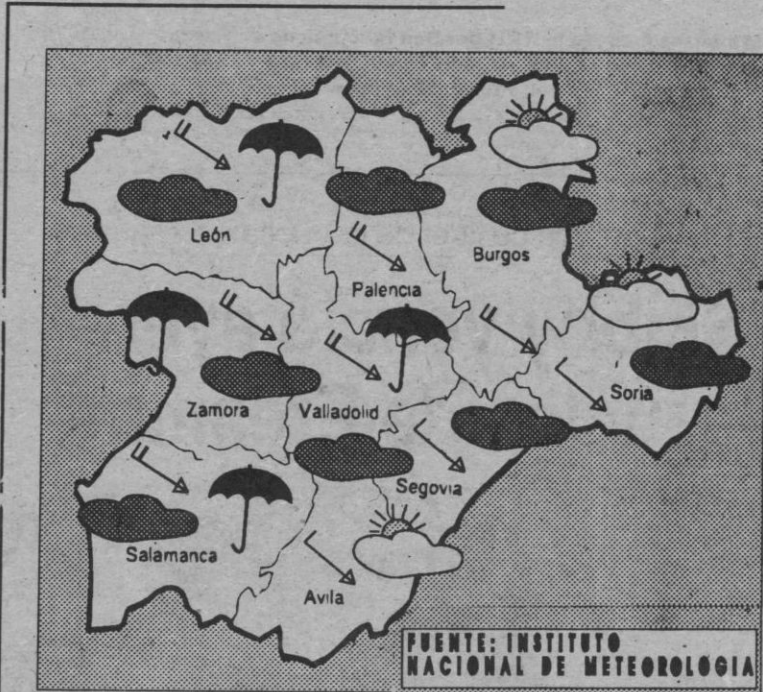 León
Burgos
Palencia
Soria
Zamora
Valladolid
Segovia
Salamanca
Avila
FUENTE: INSTITUTO
NACIONAL DE METEOROLOGIA